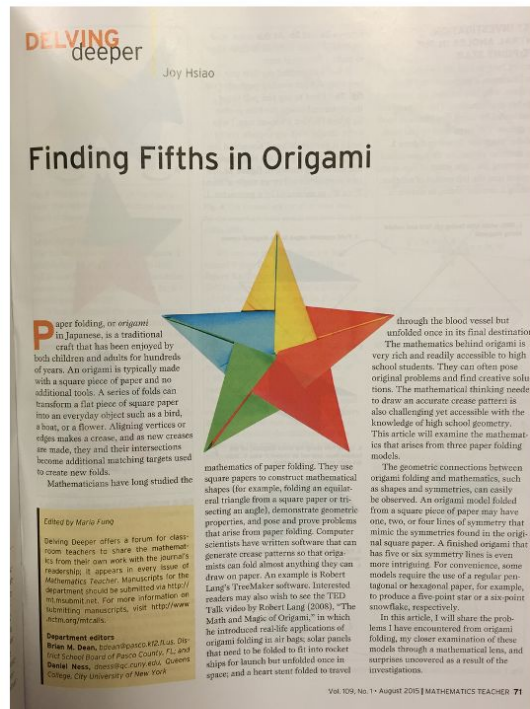 DELVING
deeper
Joy Hsiao
Finding Fifths in Origami
Paper folding, or origami
in Japanese, is a traditional
craft that has been enjoyed by
both children and adults for hundreds
of years. An origami is typically made
with a square piece of paper and no
additional tools. A series of folds can
transform a flat piece of square paper
into an everyday object such as a bird,
a boat, or a flower. Aligning vertices or
edges makes a crease, and as new creases
are made, they and their intersections
become additional matching targets used
to create new folds.
Mathematicians have long studied the
Edited by Maria Fung
Delving Deeper offers a forum for class-
room teachers to share the mathemat-
ics from their own work with the journal's
readership; it appears in every issue of
Mathematics Teacher. Manuscripts for the
department should be submitted via http://
mt.msubmit.net. For more information on
submitting manuscripts, visit http://www
.nctm.org/mtcalls.
Department editors
Brian M. Dean, bdean@pasco.k12.fl.us, Dis-
trict School Board of Pasco County, FL; and
Daniel Ness, dness@qc.cuny.edu, Queens
College, City University of New York
mathematics of paper folding. They use
square papers to construct mathematical
shapes (for example, folding an equilat-
eral triangle from a square paper or tri-
secting an angle), demonstrate geometric
properties, and pose and prove problems
that arise from paper folding. Computer
scientists have written software that can
generate crease patterns so that origa-
mists can fold almost anything they can
draw on paper. An example is Robert
Lang's TreeMaker software. Interested
readers may also wish to see the TED
Talk video by Robert Lang (2008), "The
Math and Magic of Origami," in which
he introduced real-life applications of
origami folding in air bags; solar panels
that need to be folded to fit into rocket
ships for launch but unfolded once in
space; and a heart stent folded to travel
through the blood vessel but
unfolded once in its final destination
The mathematics behind origami is
very rich and readily accessible to high
school students. They can often pose
original problems and find creative solu
tions. The mathematical thinking neede
to draw an accurate crease pattern is
also challenging yet accessible with the
knowledge of high school geometry.
This article will examine the mathemat-
ics that arises from three paper folding
models.
The geometric connections between
origami folding and mathematics, such
as shapes and symmetries, can easily
be observed. An origami model folded
from a square piece of paper may have
one, two, or four lines of symmetry that
mimic the symmetries found in the origi-
nal square paper. A finished origami that
has five or six symmetry lines is even
more intriguing. For convenience, some
models require the use of a regular pen-
tagonal or hexagonal paper, for example,
to produce a five-point star or a six-point
snowflake, respectively.
In this article, I will share the prob-
lems I have encountered from origami
folding, my closer examination of these
models through a mathematical lens, and
surprises uncovered as a result of the
investigations.
Vol. 109, No. 1 • August 2015 | MATHEMATICS TEACHER 71